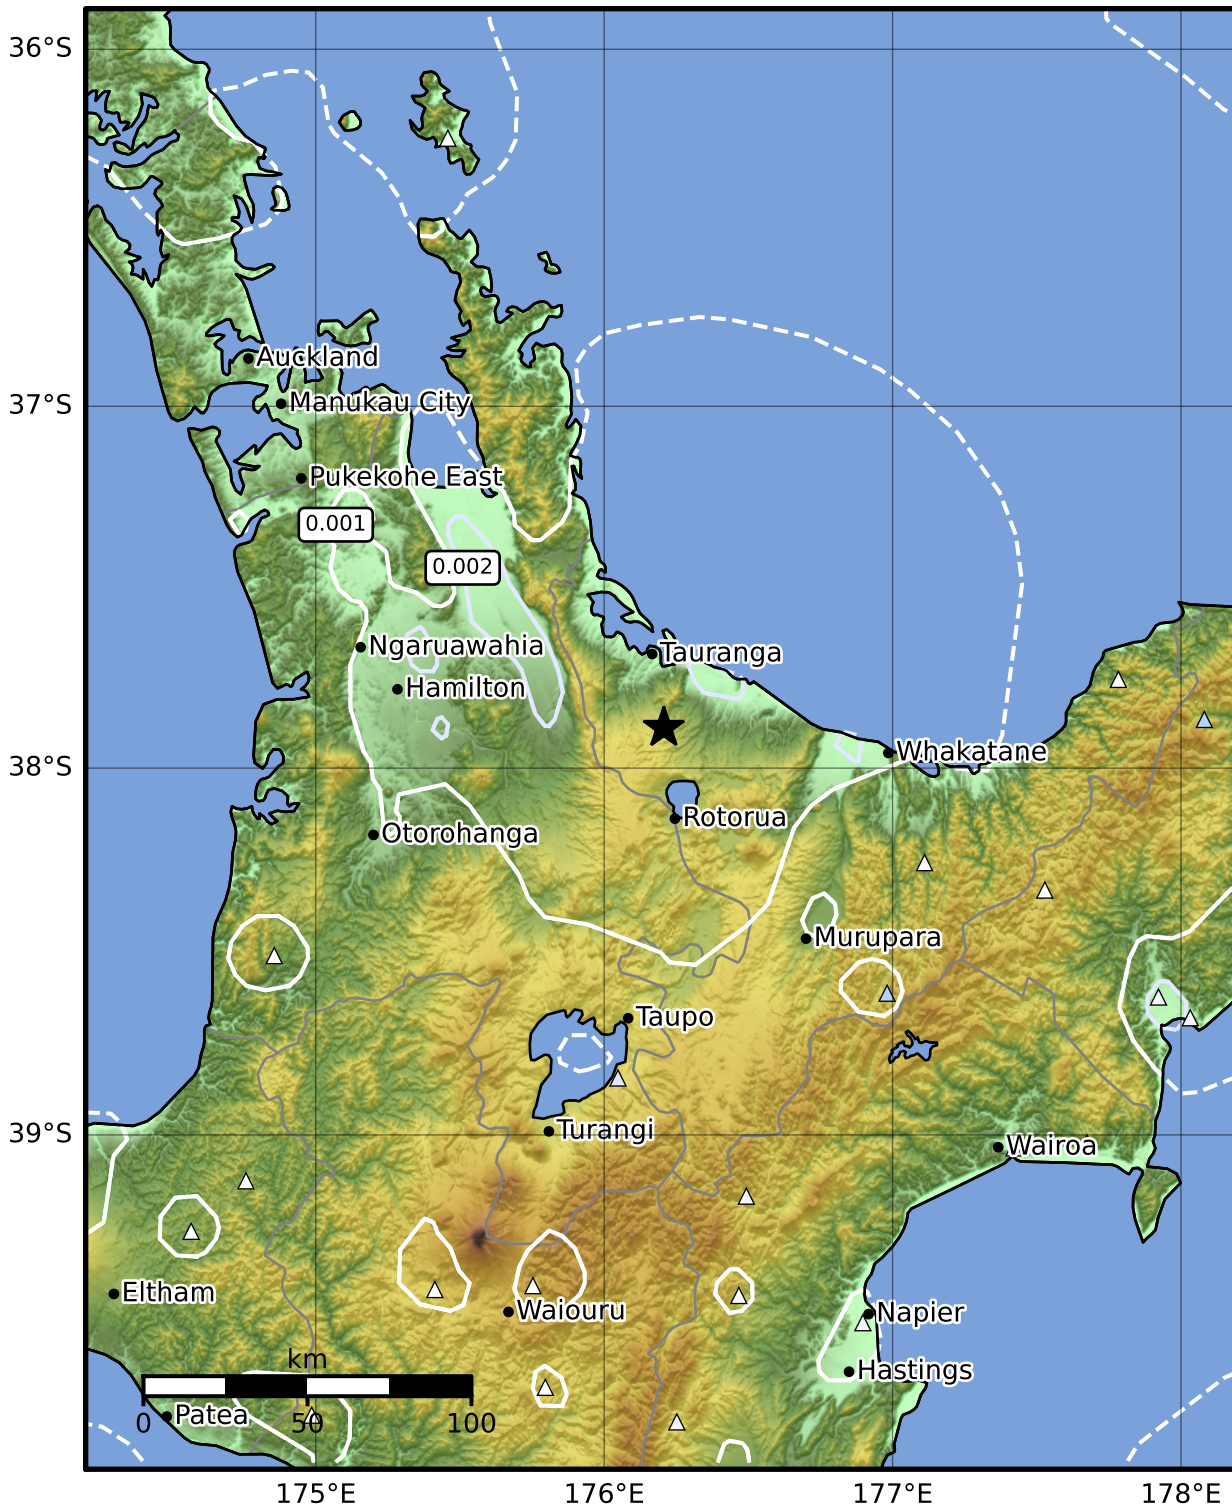 36°S
Auckland
37°S
Manukau City
Pukekohe East
0.001
0.002
Ngaruawahia
Tauranga
Hamilton
Whakatane
38°S
Rotorua
Otorohanga
Murupara
Taupo
39°S
Turangi
Wairoa
Eltham
Waiouru
Napier
km
Hastings
Patea
0 50 100
175°E 176°E 177°E 178°E